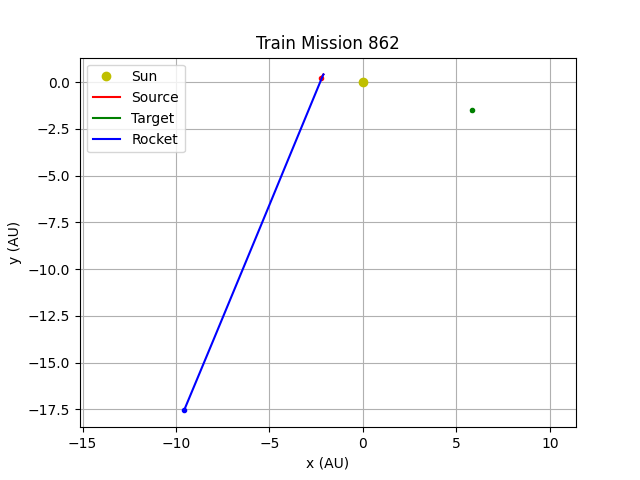 Train Mission 862
Sun
Source
Target
Rocket
0.0
−2.5
−5.0
−7.5
−10.0
−12.5
−15.0
−17.5
y (AU)
−15
−10
−5
0
5
10
x (AU)